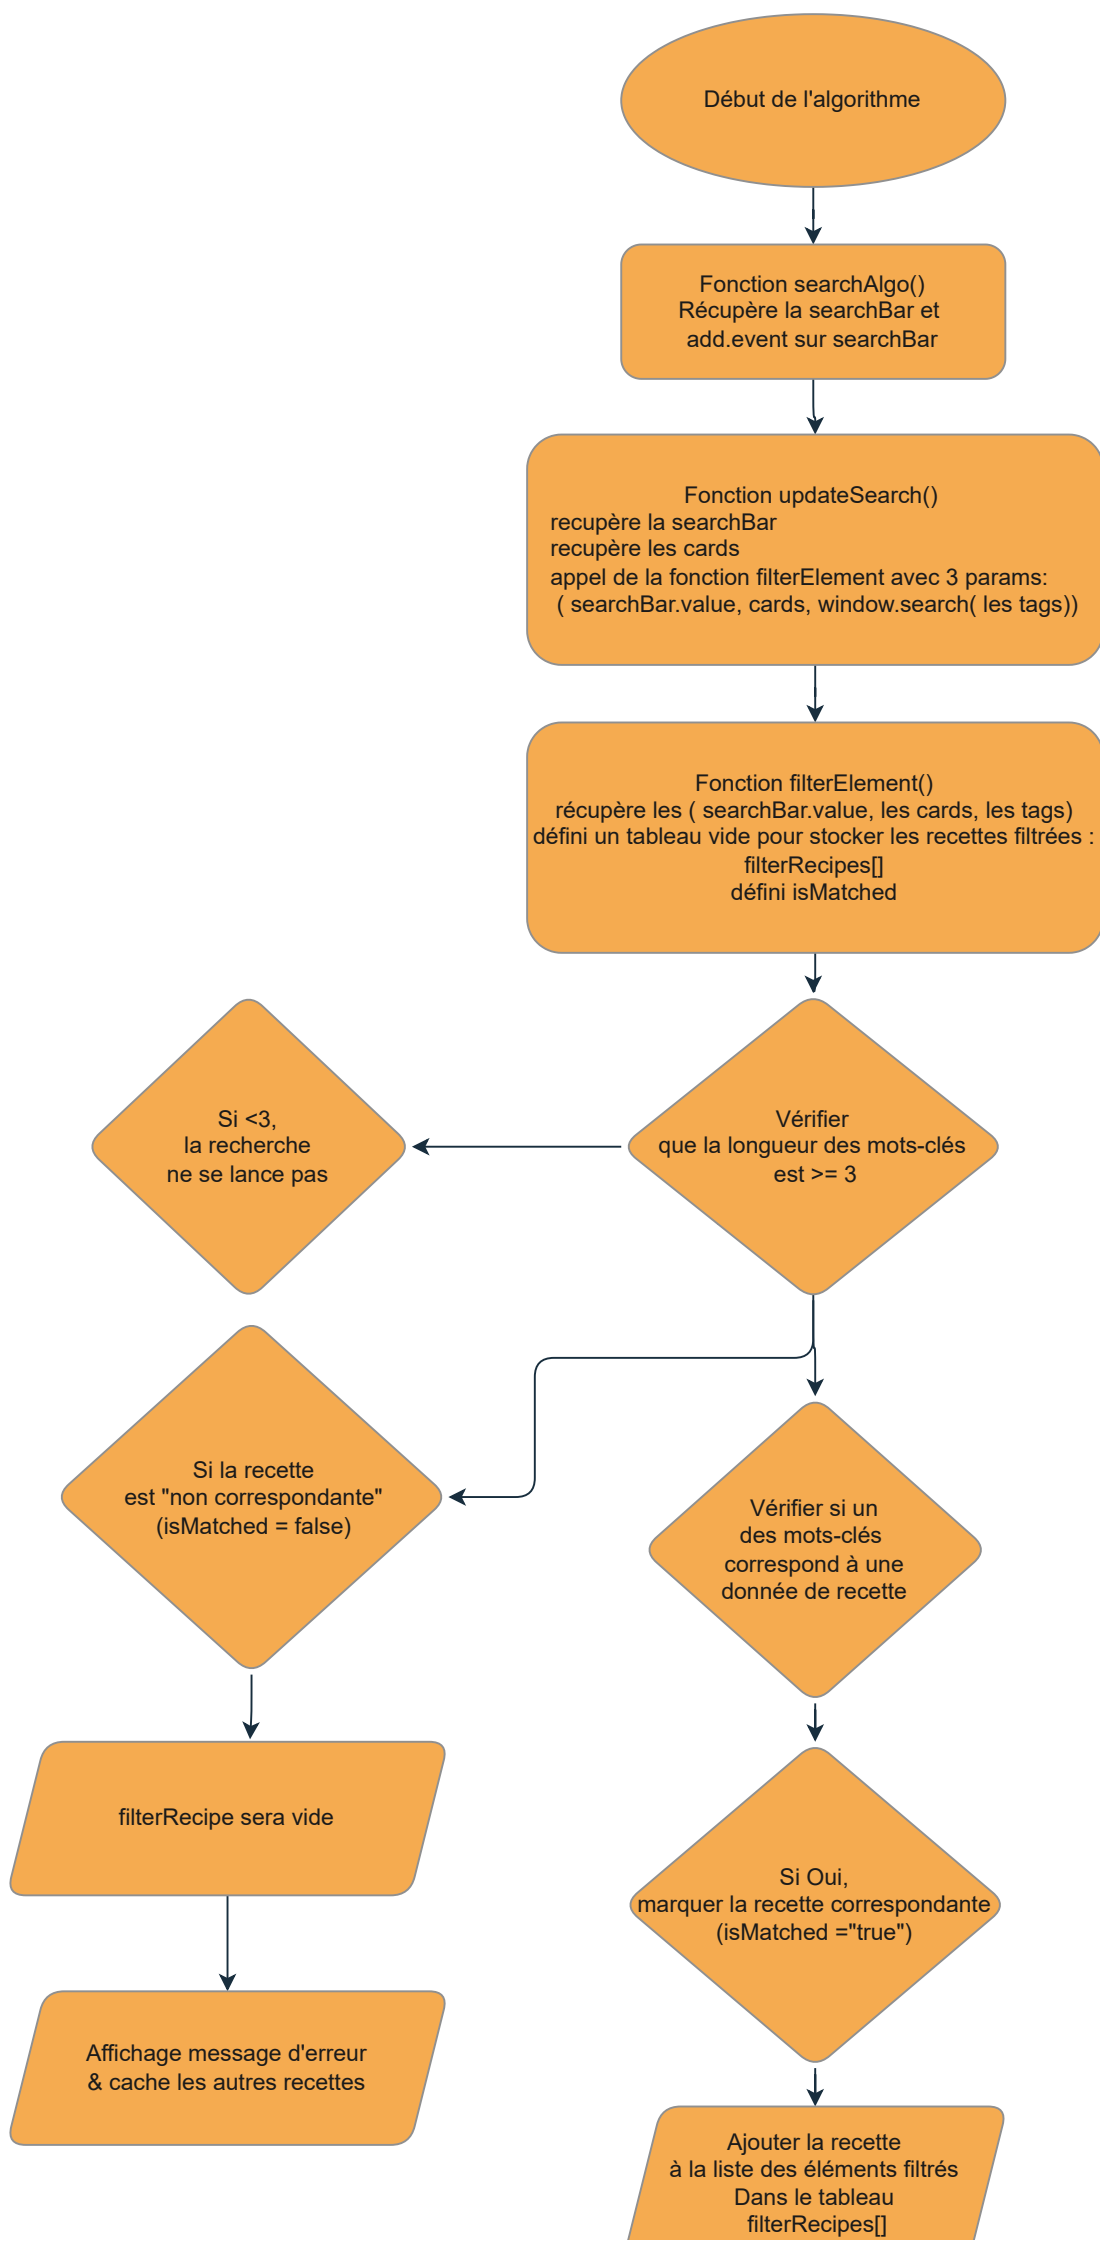 Début de l'algorithme
Fonction searchAlgo()
Récupère la searchBar et
add.event sur searchBar
Fonction updateSearch()
recupère la searchBar
recupère les cards
appel de la fonction filterElement avec 3 params:
( searchBar.value, cards, window.search( les tags))
Fonction filterElement()
récupère les ( searchBar.value, les cards, les tags)
défini un tableau vide pour stocker les recettes filtrées :
filterRecipes[]
défini isMatched
Si <3,
la recherche
ne se lance pas
Vérifier
que la longueur des mots-clés
est >= 3
Si la recette
est "non correspondante"
(isMatched = false)
Vérifier si un
des mots-clés
correspond à une
donnée de recette
filterRecipe sera vide
Si Oui,
marquer la recette correspondante
(isMatched ="true")
Affichage message d'erreur
& cache les autres recettes
Ajouter la recette
à la liste des éléments filtrés
Dans le tableau
filterRecipes[]